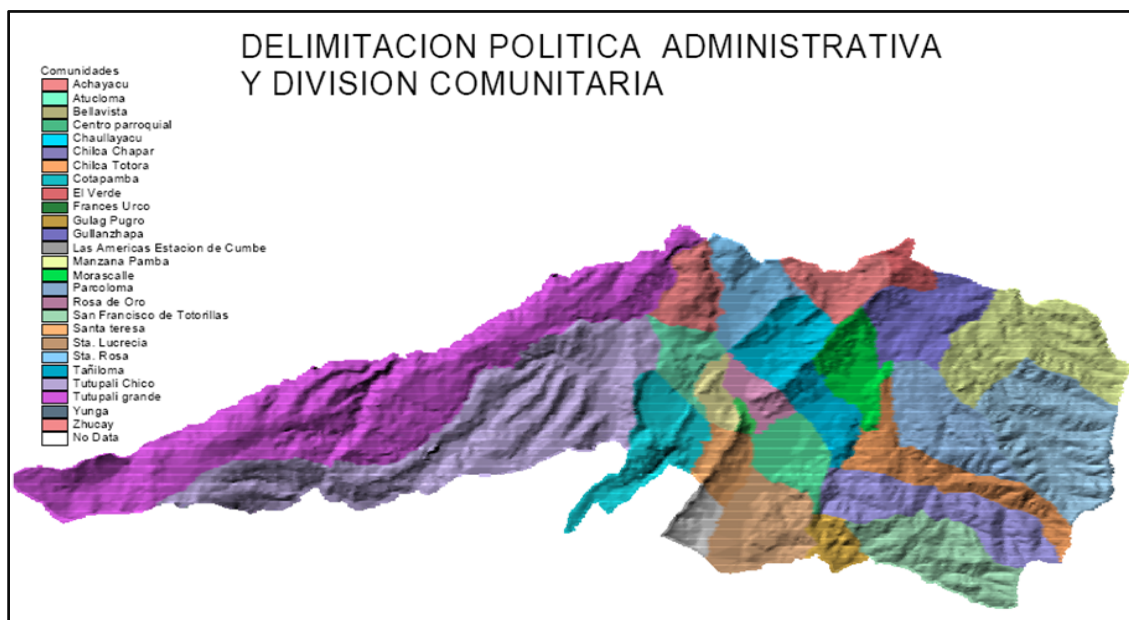 DELIMITACION POLITICA ADMINISTRATIVA
Y DIVISION COMUNITARIA
Comunidades
Achayacu
Atucloma
Bellavista
Centro parroquial
Chaullayacu
Chilca Chapar
Chilca Totora
Cotapamba
El Verde
Frances Urco
Gulag Pugro
Gullanzhapa
Las Americas Estacion de Cumbe
Manzana Pamba
Morascalle
Parcoloma
Rosa de Oro
San Francisco de Totorillas
Santa teresa
Sta. Lucrecia
Sta. Rosa
Tañiloma
Tutupali Chico
Tutupali grande
Yunga
Zhucay
No Data